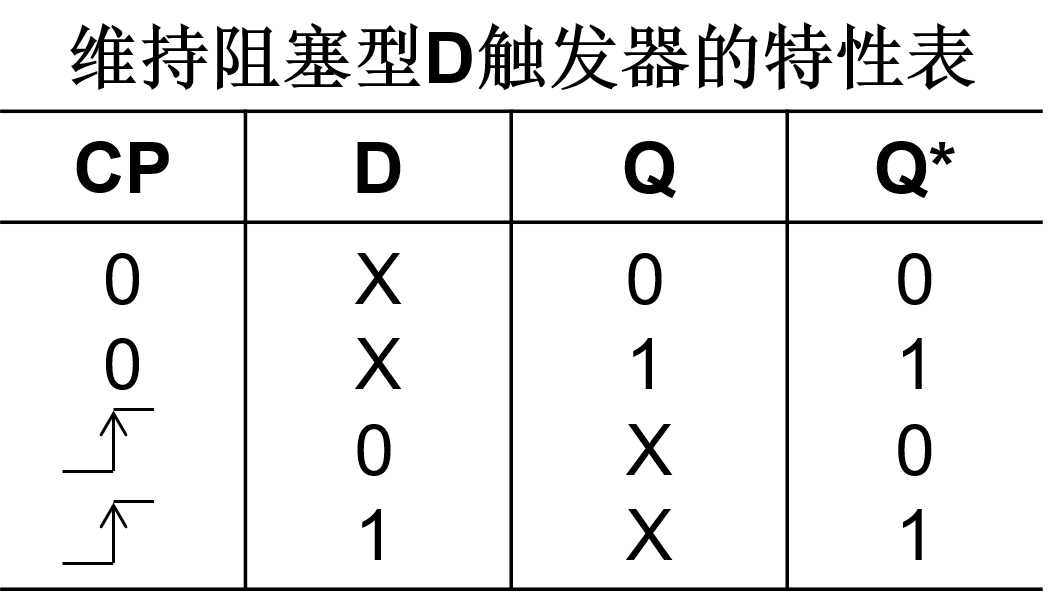 维持阻塞型D触发器的特性表
CP D Q Q*
0 X 0 0
0 X 1 1
0 X 0
1 X 1